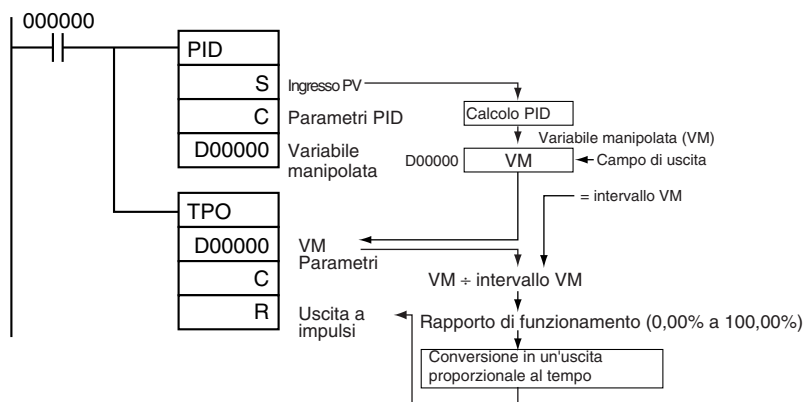 000000
PID
S Ingresso PV
C Parametri PID
D00000 Variabile
manipolata
Calcolo PID
Variabile manipolata (VM)
D00000 VM Campo di uscita
= intervallo VM
TPO
D00000 VM
Parametri
C
R Uscita a
impulsi
VM ÷ intervallo VM
Rapporto di funzionamento (0,00% a 100,00%)
Conversione in un'uscita
proporzionale al tempo